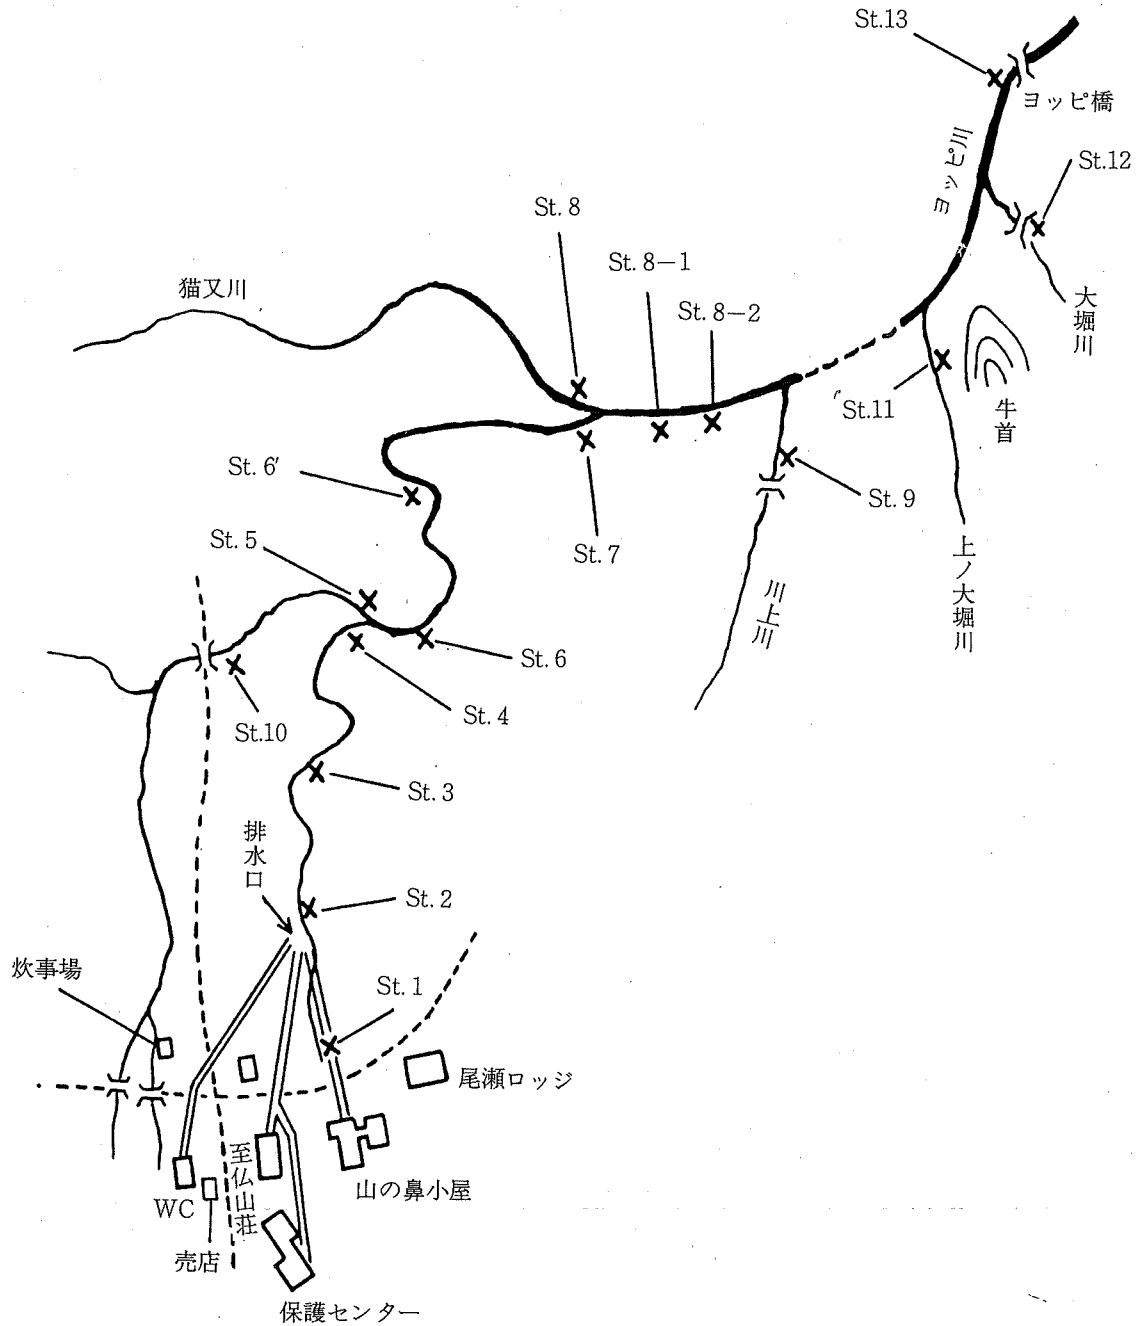 St.13
ヨッピ橋
ヨッピ川
St.12
St. 8
St. 8−1
猫又川
St. 8−2
大堀川
St.11
牛首
St. 6′
St. 9
St. 7
St. 5
上ノ大堀川
川上川
St. 6
St. 4
St.10
St. 3
排水口
St. 2
炊事場
St. 1
尾瀬ロッジ
至仏山荘
山の鼻小屋
WC
売店
保護センター